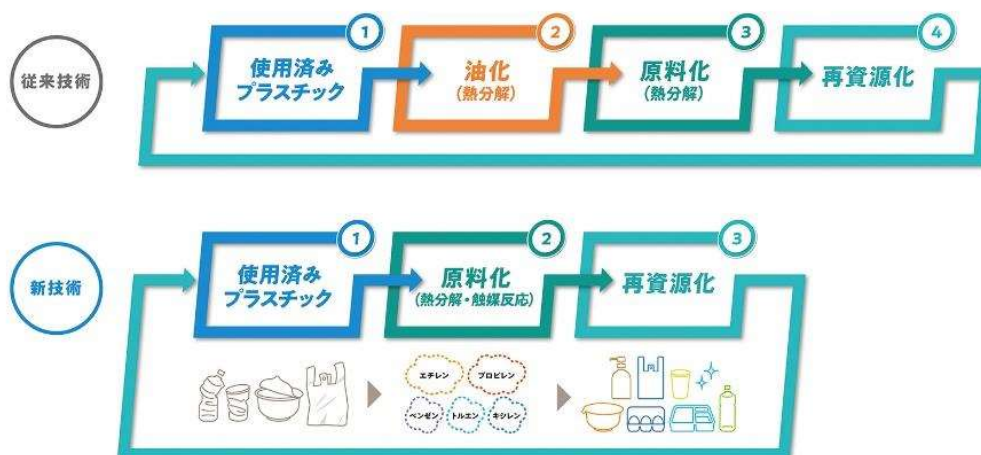 従来技術
1
使用済み
プラスチック
2
油化
(熱分解)
3
原料化
(熱分解)
4
再資源化
新技術
1
使用済み
プラスチック
2
原料化
(熱分解・触媒反応)
3
再資源化
エチレン
プロピレン
ベンゼン
トルエン
キシレン